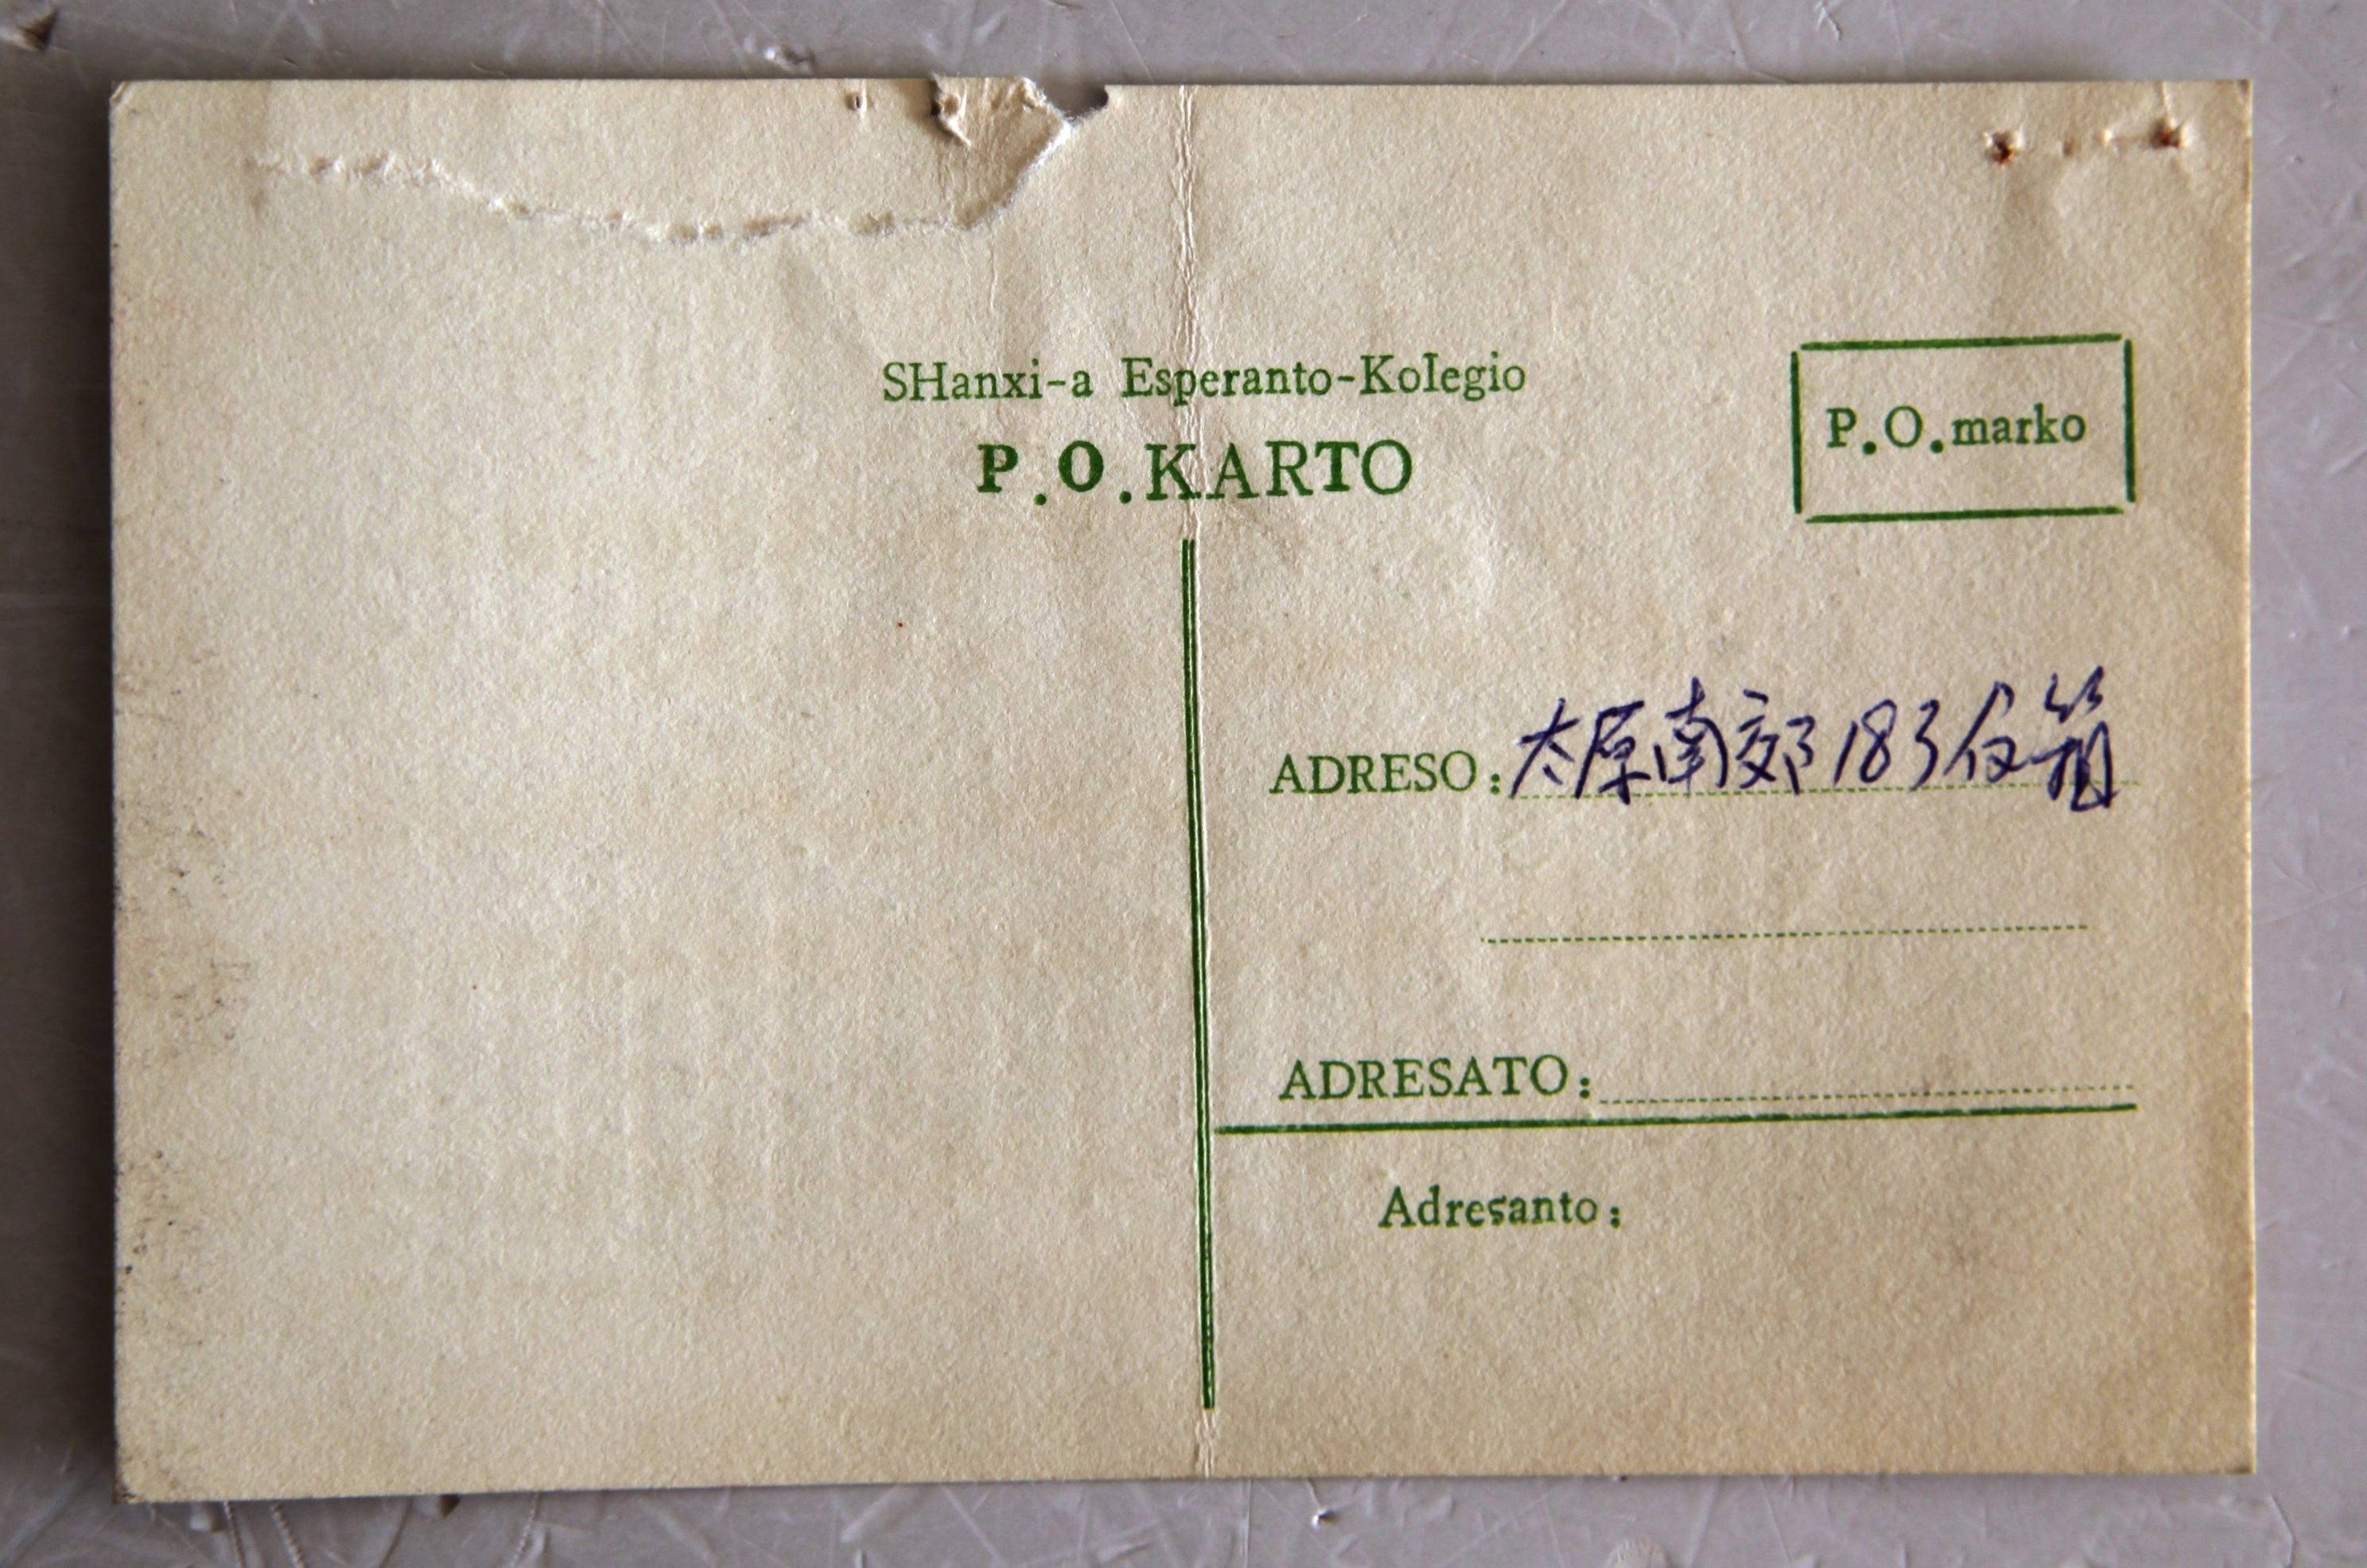 SHanxi-a Esperanto-Kolegio
P.O.KARTO
P.O.marko
ADRESO: 太原南郊183信箱
ADRESATO:
Adresanto: